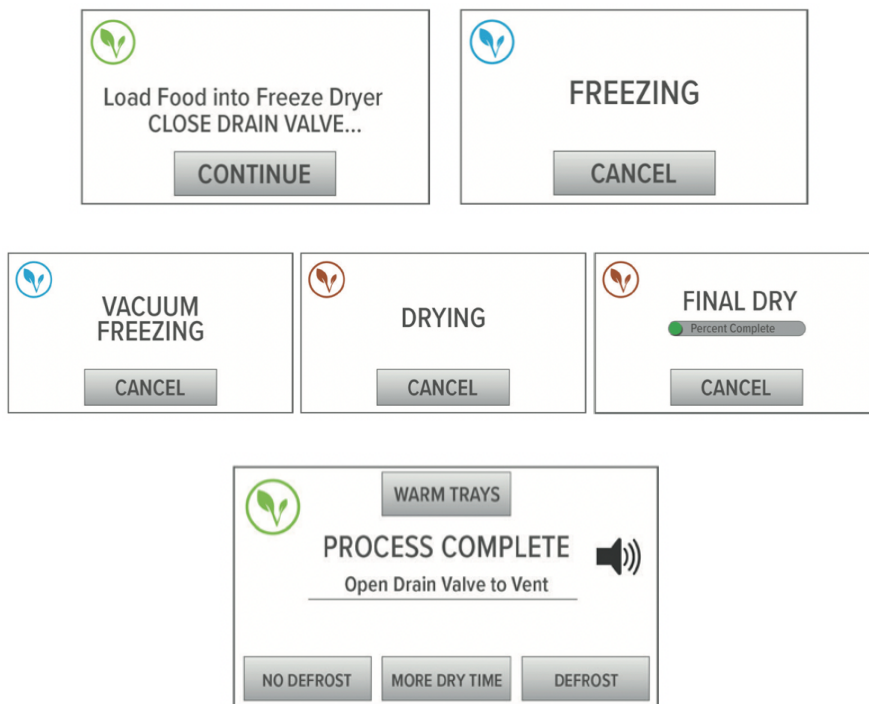 Load Food into Freeze Dryer
CLOSE DRAIN VALVE...
CONTINUE
FREEZING
CANCEL
VACUUM
FREEZING
CANCEL
DRYING
CANCEL
FINAL DRY
Percent Complete
CANCEL
WARM TRAYS
PROCESS COMPLETE
Open Drain Valve to Vent
NO DEFROST
MORE DRY TIME
DEFROST